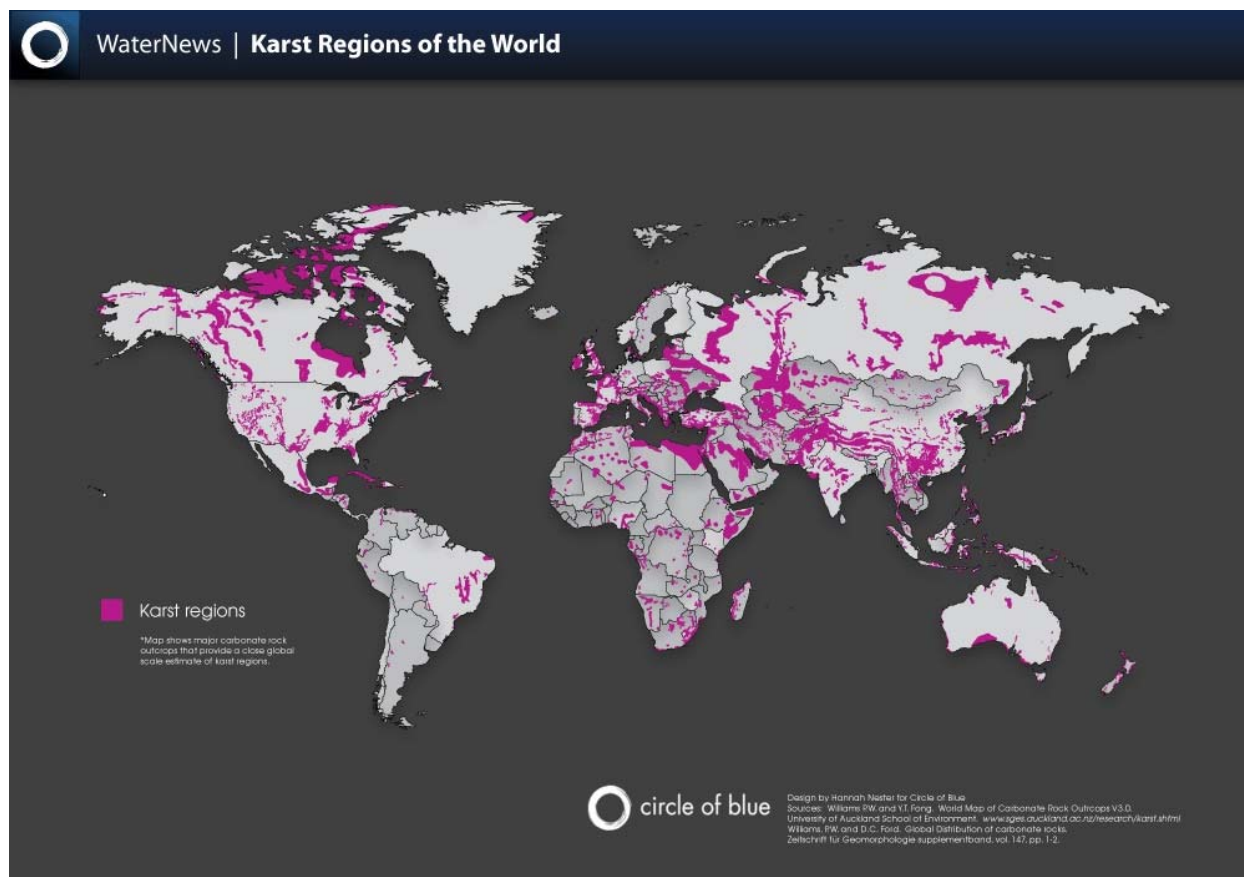 WaterNews | Karst Regions of the World
Karst regions
*Map shows major carbonate rock
outcrops that provide a close global
scale estimate of karst regions.
circle of blue
Design by Hannah Nester for Circle of Blue
Sources: Williams P.W. and Y.T. Fong. World Map of Carbonate Rock Outrcops V3.0.
University of Auckland School of Environment. www.sges.auckland.ac.nz/research/karst.shtml
Williams, P.W. and D.C. Ford. Global Distribution of carbonate rocks.
Zeitschrift für Geomorphologie supplementband, vol. 147, pp. 1-2.